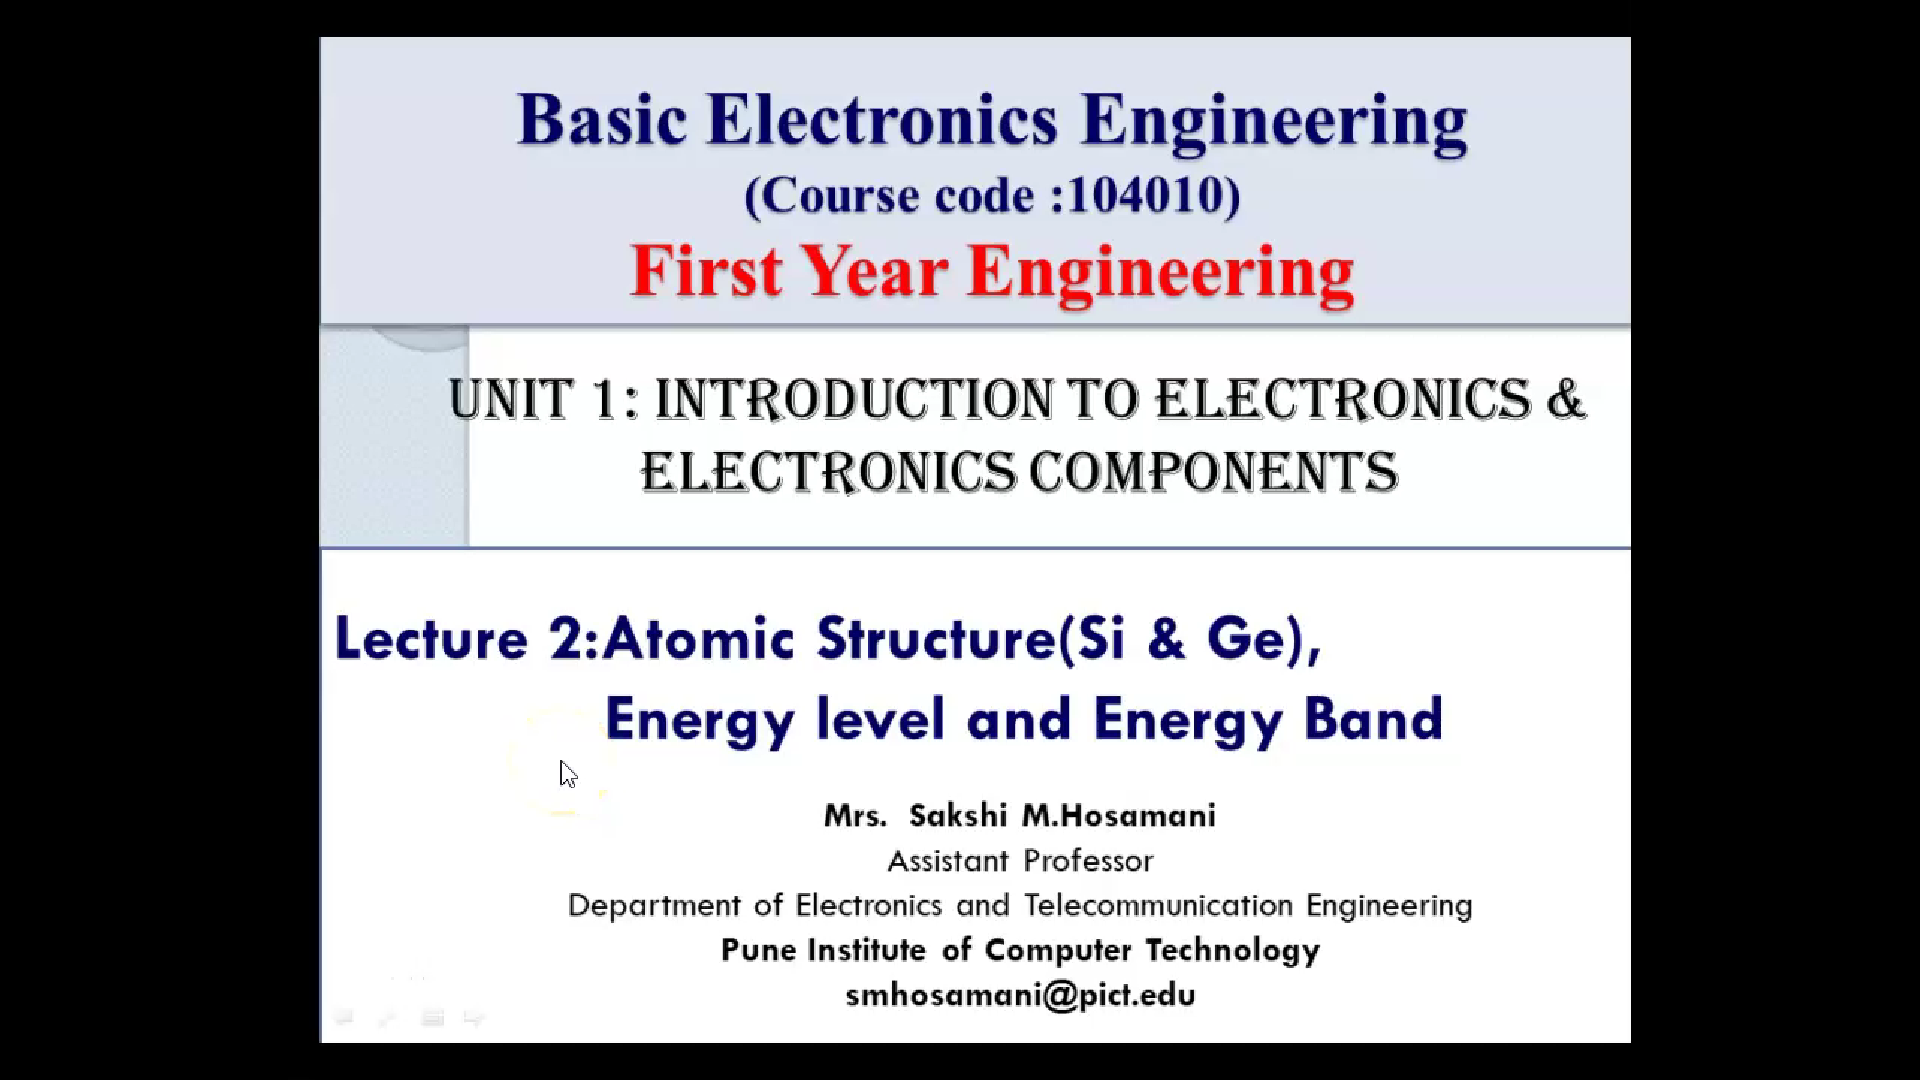 Basic Electronics Engineering
(Course code :104010)
First Year Engineering
UNIT 1: INTRODUCTION TO ELECTRONICS &
ELECTRONICS COMPONENTS
Lecture 2:Atomic Structure(Si & Ge),
Energy level and Energy Band
Mrs. Sakshi M.Hosamani
Assistant Professor
Department of Electronics and Telecommunication Engineering
Pune Institute of Computer Technology
smhosamani@pict.edu